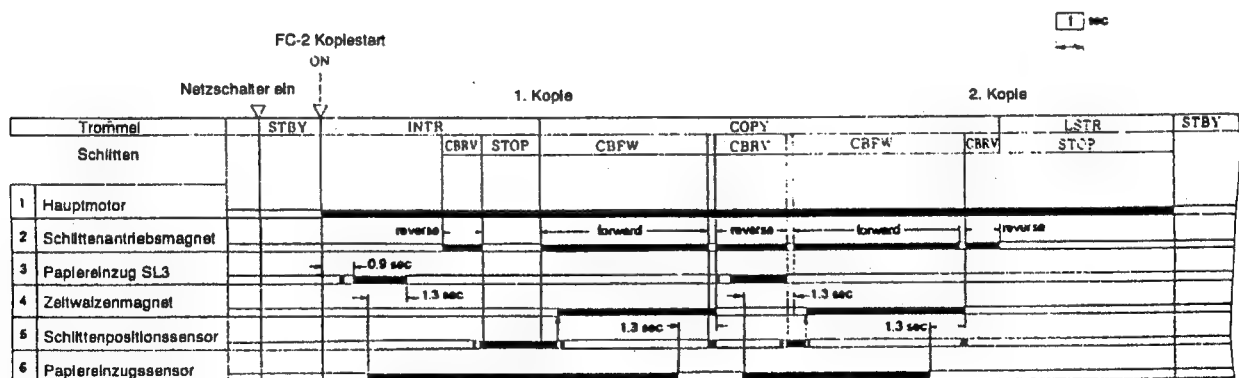 1 sec
FC-2 Kopiestart
ON
Netzschalter ein
1. Kopie
2. Kopie
Trommel STBY INTR COPY LSTR STBY
Schlitten CBRV STOP CBFW CBRV CBFW CBRV STOP
1 Hauptmotor
2 Schlittenantriebsmagnet reverse forward reverse forward reverse
3 Papiereinzug SL3 0.9 sec
4 Zeitwalzenmagnet 1.3 sec 1.3 sec
5 Schlittenpositionssensor 1.3 sec 1.3 sec
6 Papiereinzugssensor